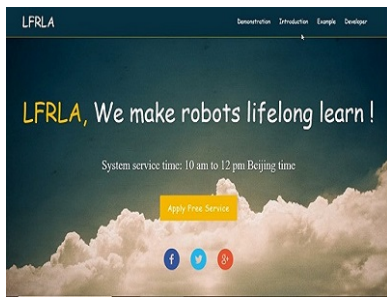 LFRLA
Demonstration Introduction Example Developer
LFRLA, We make robots lifelong learn !
System service time: 10 am to 12 pm Beijing time
Apply Free Service